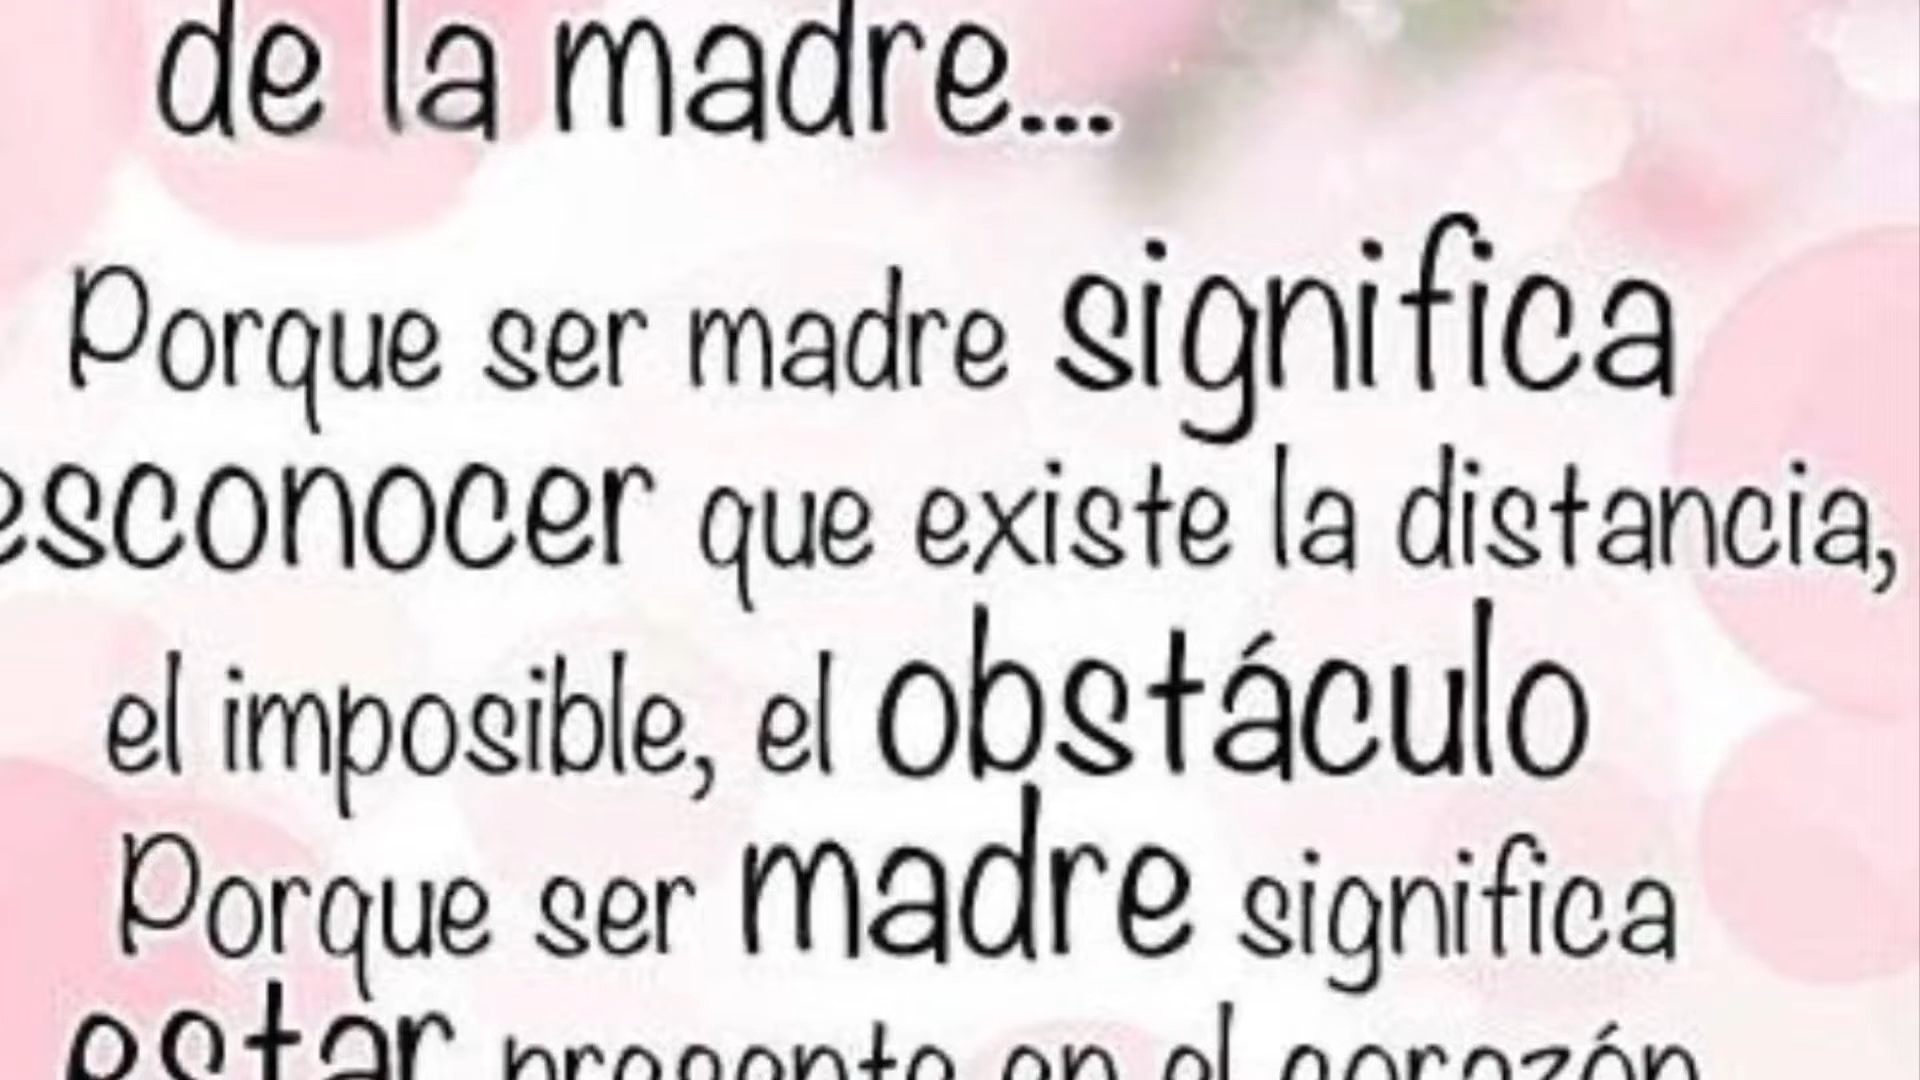 de la madre...
Porque ser madre significa
esconocer que existe la distancia,
el imposible, el obstáculo
Porque ser madre significa
estar presente en el corazón